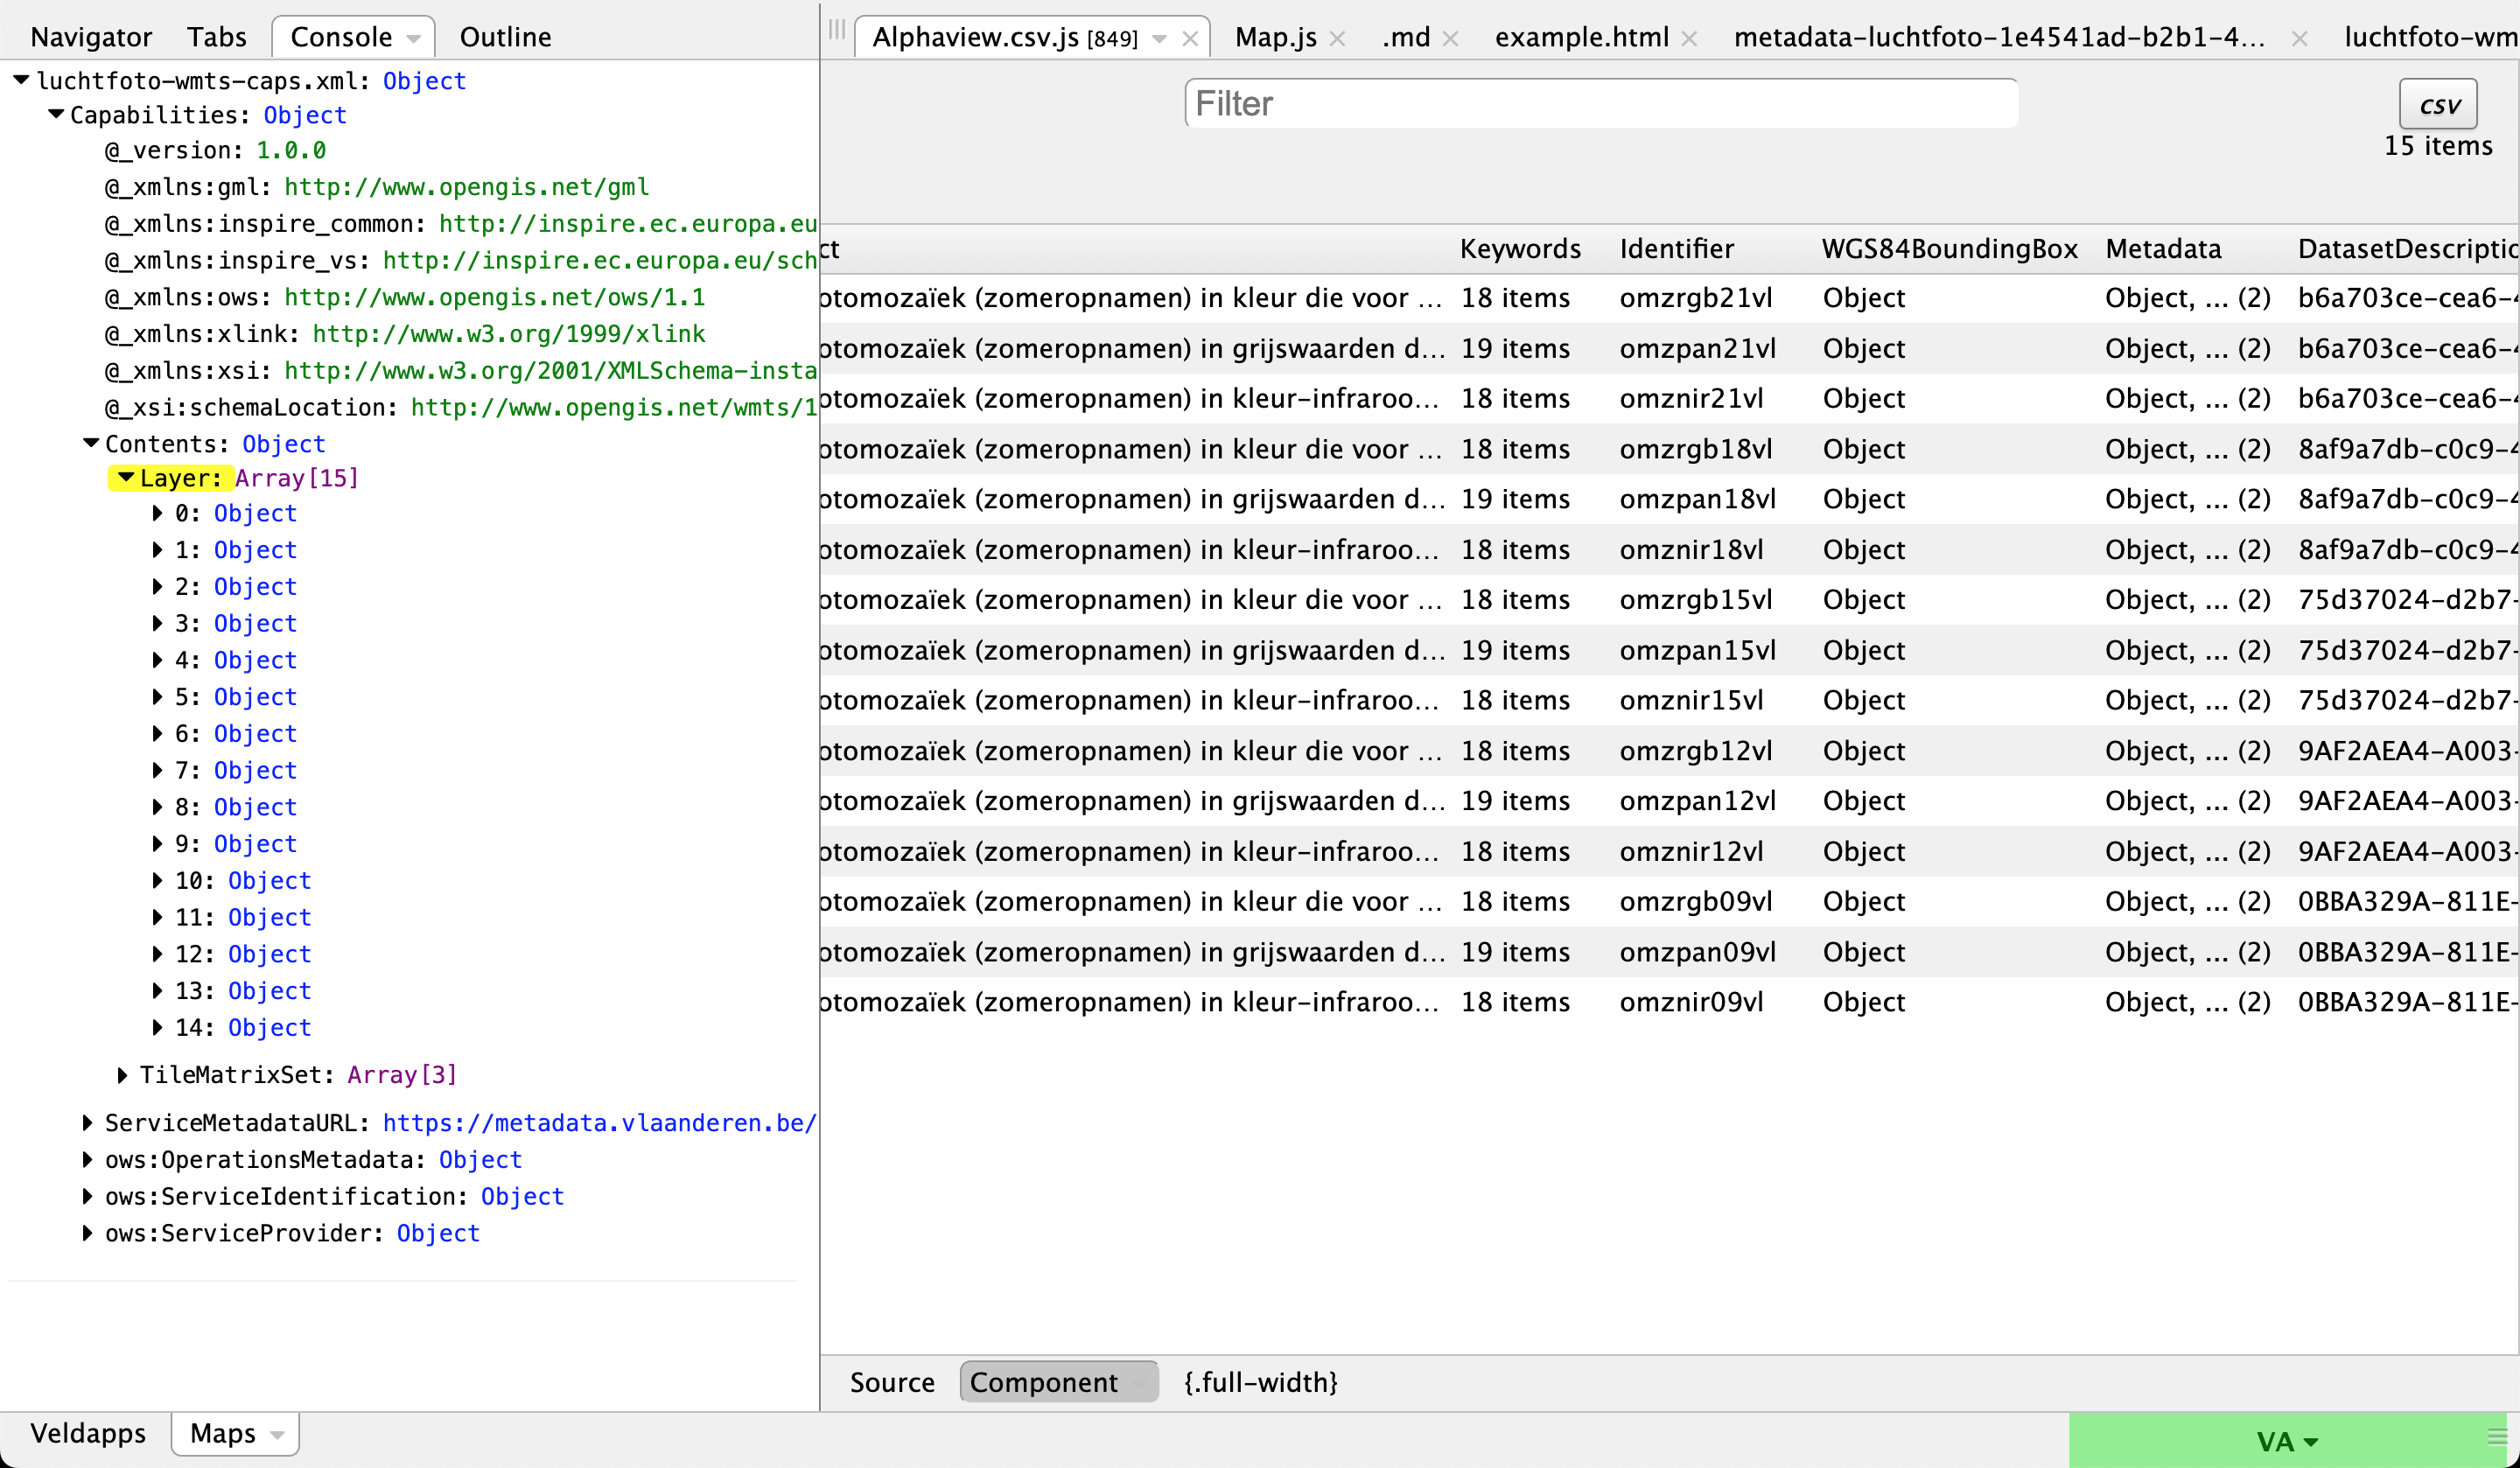 Navigator Tabs Console Outline
luchtfoto-wmts-caps.xml: Object
Capabilities: Object
@_version: 1.0.0
@_xmlns:gml: http://www.opengis.net/gml
@_xmlns:inspire_common: http://inspire.ec.europa.eu
@_xmlns:inspire_vs: http://inspire.ec.europa.eu/sch
@_xmlns:ows: http://www.opengis.net/ows/1.1
@_xmlns:xlink: http://www.w3.org/1999/xlink
@_xmlns:xsi: http://www.w3.org/2001/XMLSchema-insta
@_xsi:schemaLocation: http://www.opengis.net/wmts/1
Contents: Object
Layer: Array[15]
0: Object
1: Object
2: Object
3: Object
4: Object
5: Object
6: Object
7: Object
8: Object
9: Object
10: Object
11: Object
12: Object
13: Object
14: Object
TileMatrixSet: Array[3]
ServiceMetadataURL: https://metadata.vlaanderen.be/
ows:OperationsMetadata: Object
ows:ServiceIdentification: Object
ows:ServiceProvider: Object
Alphaview.csv.js [849] Map.js .md example.html metadata-luchtfoto-1e4541ad-b2b1-4... luchtfoto-wm
Filter
csv
15 items
ct Keywords Identifier WGS84BoundingBox Metadata DatasetDescriptio
otomozaïek (zomeropnamen) in kleur die voor ... 18 items omzrgb21vl Object Object, ... (2) b6a703ce-cea6-4
otomozaïek (zomeropnamen) in grijswaarden d... 19 items omzpan21vl Object Object, ... (2) b6a703ce-cea6-4
otomozaïek (zomeropnamen) in kleur-infraroo... 18 items omznir21vl Object Object, ... (2) b6a703ce-cea6-4
otomozaïek (zomeropnamen) in kleur die voor ... 18 items omzrgb18vl Object Object, ... (2) 8af9a7db-c0c9-4
otomozaïek (zomeropnamen) in grijswaarden d... 19 items omzpan18vl Object Object, ... (2) 8af9a7db-c0c9-4
otomozaïek (zomeropnamen) in kleur-infraroo... 18 items omznir18vl Object Object, ... (2) 8af9a7db-c0c9-4
otomozaïek (zomeropnamen) in kleur die voor ... 18 items omzrgb15vl Object Object, ... (2) 75d37024-d2b7-
otomozaïek (zomeropnamen) in grijswaarden d... 19 items omzpan15vl Object Object, ... (2) 75d37024-d2b7-
otomozaïek (zomeropnamen) in kleur-infraroo... 18 items omznir15vl Object Object, ... (2) 75d37024-d2b7-
otomozaïek (zomeropnamen) in kleur die voor ... 18 items omzrgb12vl Object Object, ... (2) 9AF2AEA4-A003-
otomozaïek (zomeropnamen) in grijswaarden d... 19 items omzpan12vl Object Object, ... (2) 9AF2AEA4-A003-
otomozaïek (zomeropnamen) in kleur-infraroo... 18 items omznir12vl Object Object, ... (2) 9AF2AEA4-A003-
otomozaïek (zomeropnamen) in kleur die voor ... 18 items omzrgb09vl Object Object, ... (2) 0BBA329A-811E-
otomozaïek (zomeropnamen) in grijswaarden d... 19 items omzpan09vl Object Object, ... (2) 0BBA329A-811E-
otomozaïek (zomeropnamen) in kleur-infraroo... 18 items omznir09vl Object Object, ... (2) 0BBA329A-811E-
Source Component {.full-width}
Veldapps Maps VA